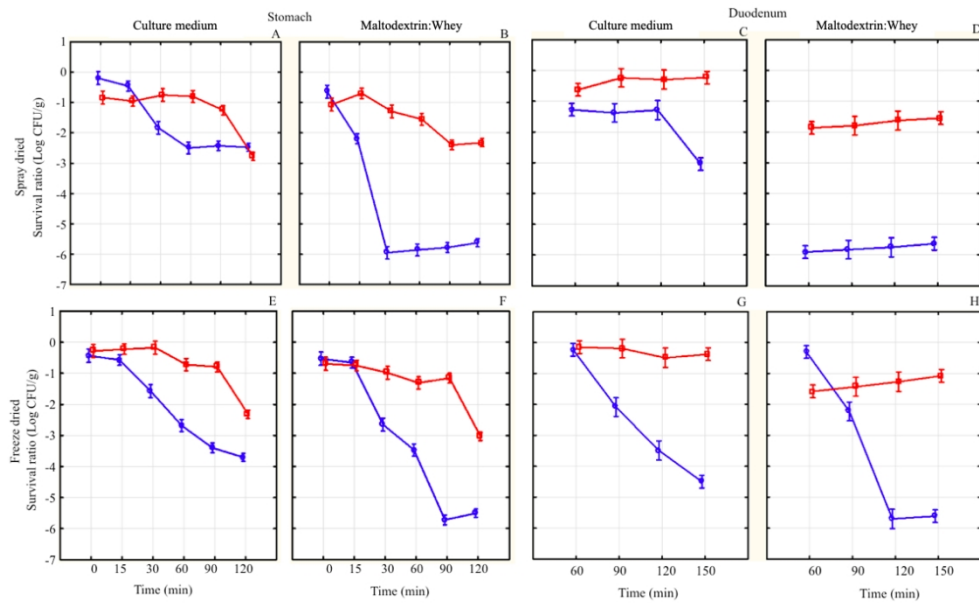 Stomach
Duodenum
Culture medium
Maltodextrin:Whey
Culture medium
Maltodextrin:Whey
A
B
C
D
Spray dried
Survival ratio (Log CFU/g)
1
0
-1
-2
-3
-4
-5
-6
-7
E
F
G
H
Freeze dried
Survival ratio (Log CFU/g)
1
0
-1
-2
-3
-4
-5
-6
-7
0 15 30 60 90 120
0 15 30 60 90 120
60 90 120 150
60 90 120 150
Time (min)
Time (min)
Time (min)
Time (min)